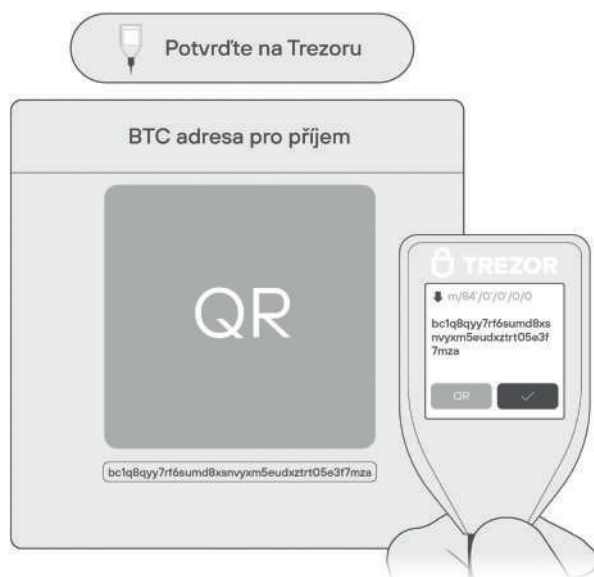 Potvrďte na Trezoru
BTC adresa pro příjem
QR
bc1q8qyy7rf6sumd8xsnvyxm5eudxztrt05e3f7mza
TREZOR
m/84'/0'/0'/0/0
bc1q8qyy7rf6sumd8xs
nvyxm5eudxztrt05e3f
7mza
QR